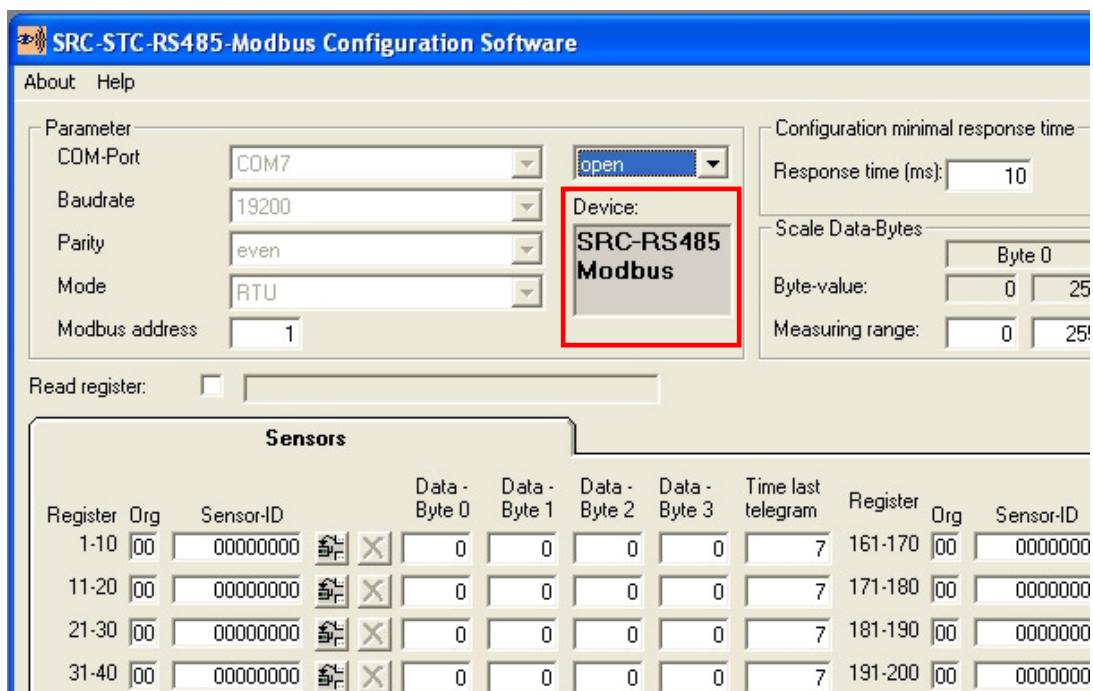 SRC-STC-RS485-Modbus Configuration Software
About Help
Parameter
COM-Port COM7 open
Baudrate 19200
Device:
SRC-RS485
Modbus
Parity even
Mode RTU
Modbus address 1
Configuration minimal response time
Response time (ms): 10
Scale Data-Bytes
Byte 0
Byte-value: 0 25
Measuring range: 0 25
Read register:
Sensors
Register Org Sensor-ID Data - Byte 0 Data - Byte 1 Data - Byte 2 Data - Byte 3 Time last telegram Register Org Sensor-ID
1-10 00 00000000 0 0 0 0 7 161-170 00 0000000
11-20 00 00000000 0 0 0 0 7 171-180 00 0000000
21-30 00 00000000 0 0 0 0 7 181-190 00 0000000
31-40 00 00000000 0 0 0 0 7 191-200 00 0000000